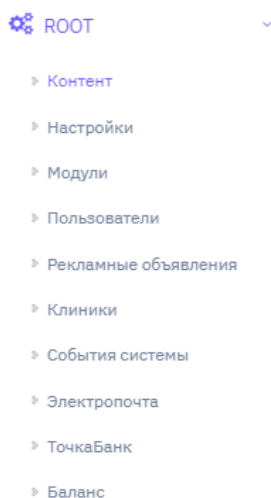 ROOT
Контент
Настройки
Модули
Пользователи
Рекламные объявления
Клиники
События системы
Электропочта
ТочкаБанк
Баланс